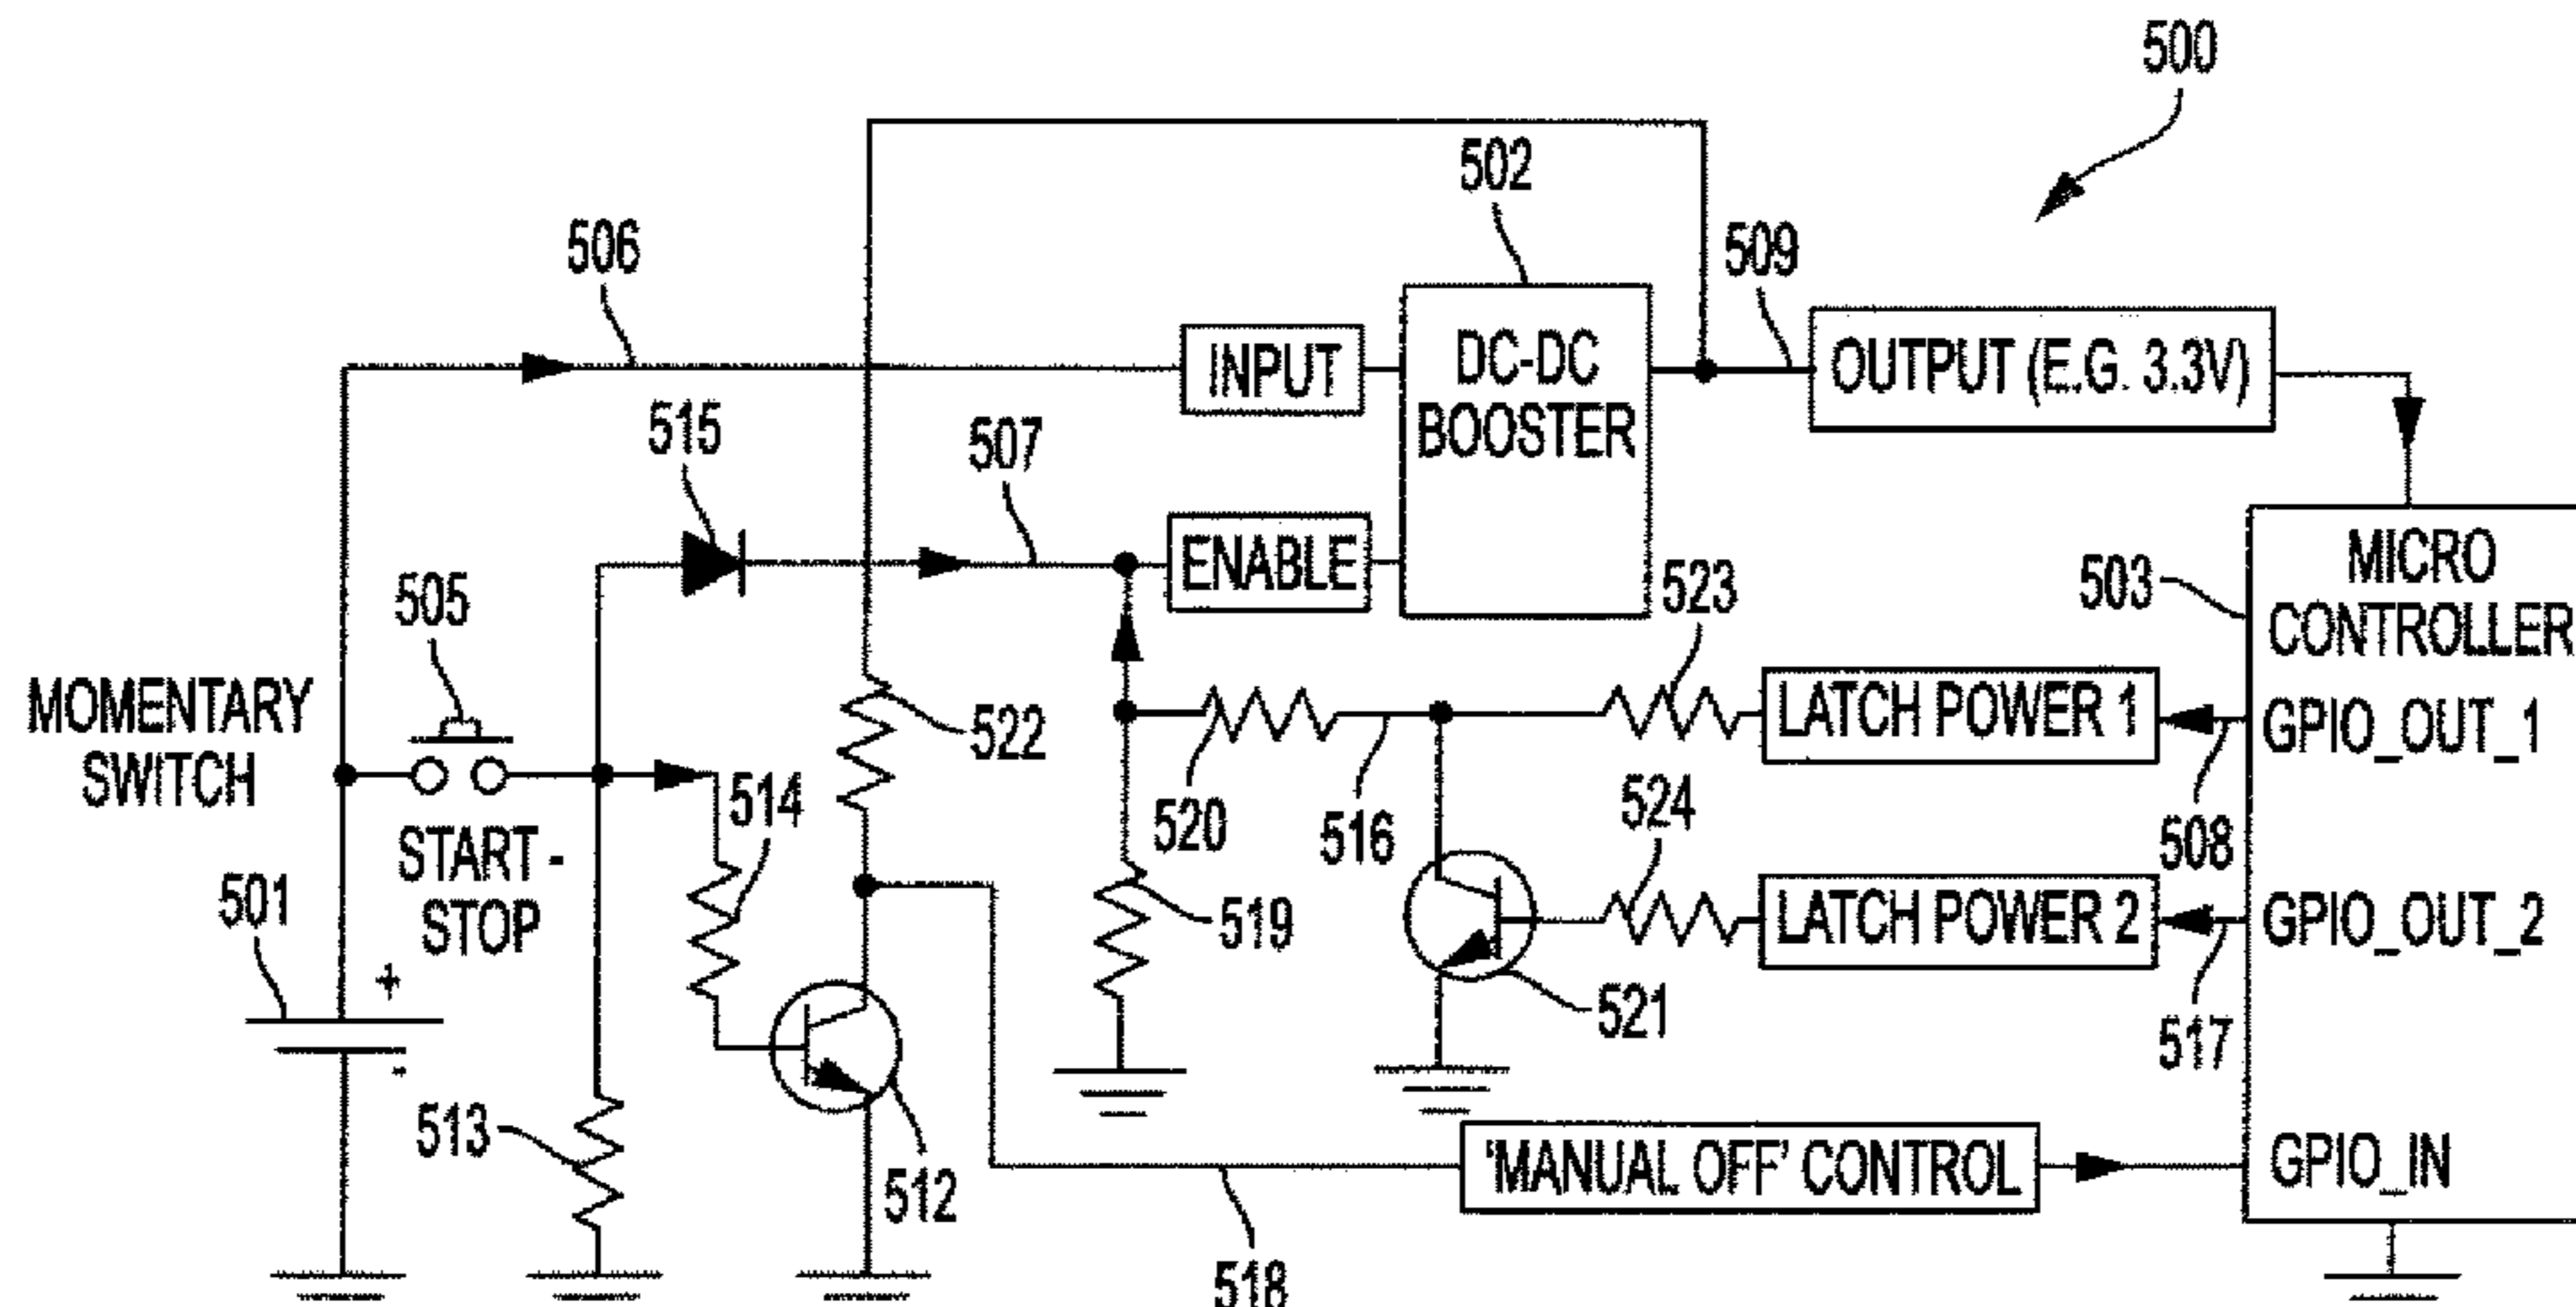 500
502
509
506
INPUT
DC-DC
BOOSTER
OUTPUT (E.G. 3.3V)
515
507
ENABLE
505
523
503
MICRO
CONTROLLER
MOMENTARY
SWITCH
522
LATCH POWER 1
GPIO_OUT_1
514
520
516
524
508
START -
STOP
501
519
LATCH POWER 2
GPIO_OUT_2
+
-
521
517
513
512
'MANUAL OFF' CONTROL
GPIO_IN
518